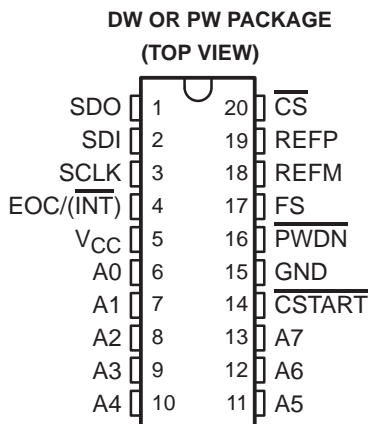 DW OR PW PACKAGE
(TOP VIEW)
SDO 1 20 CS
SDI 2 19 REFP
SCLK 3 18 REFM
EOC/(INT) 4 17 FS
VCC 5 16 PWDN
A0 6 15 GND
A1 7 14 CSTART
A2 8 13 A7
A3 9 12 A6
A4 10 11 A5